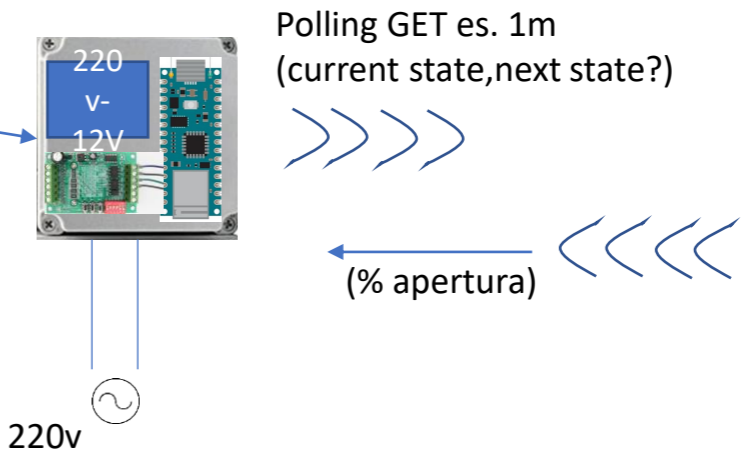 Polling GET es. 1m
(current state,next state?)
220
v-
12V
(% apertura)
220v